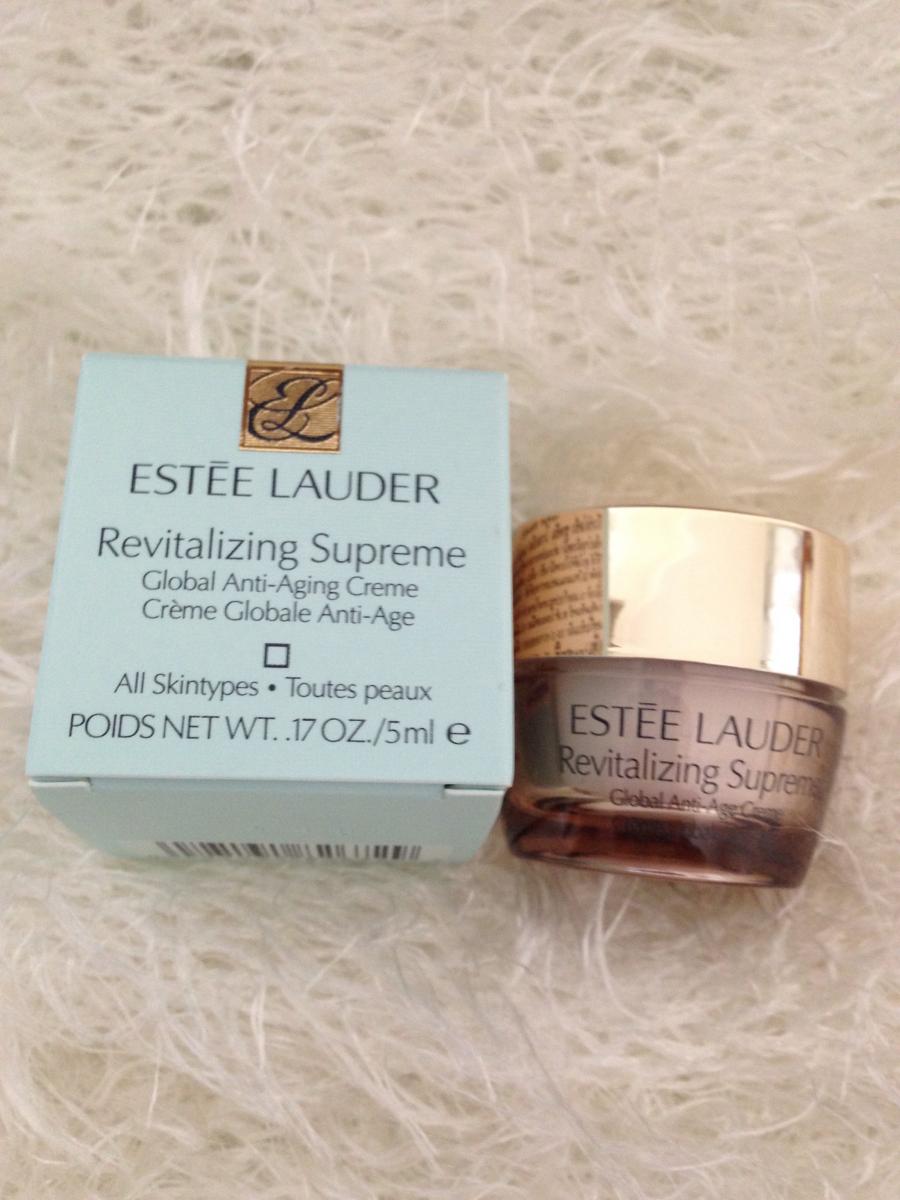 ESTĒE LAUDER
Revitalizing Supreme
Global Anti-Aging Creme
Crème Globale Anti-Age
All Skintypes • Toutes peaux
POIDS NET WT. .17 OZ./5ml e
ESTĒE LAUDER
Revitalizing Supreme
Global Anti-Age Creme